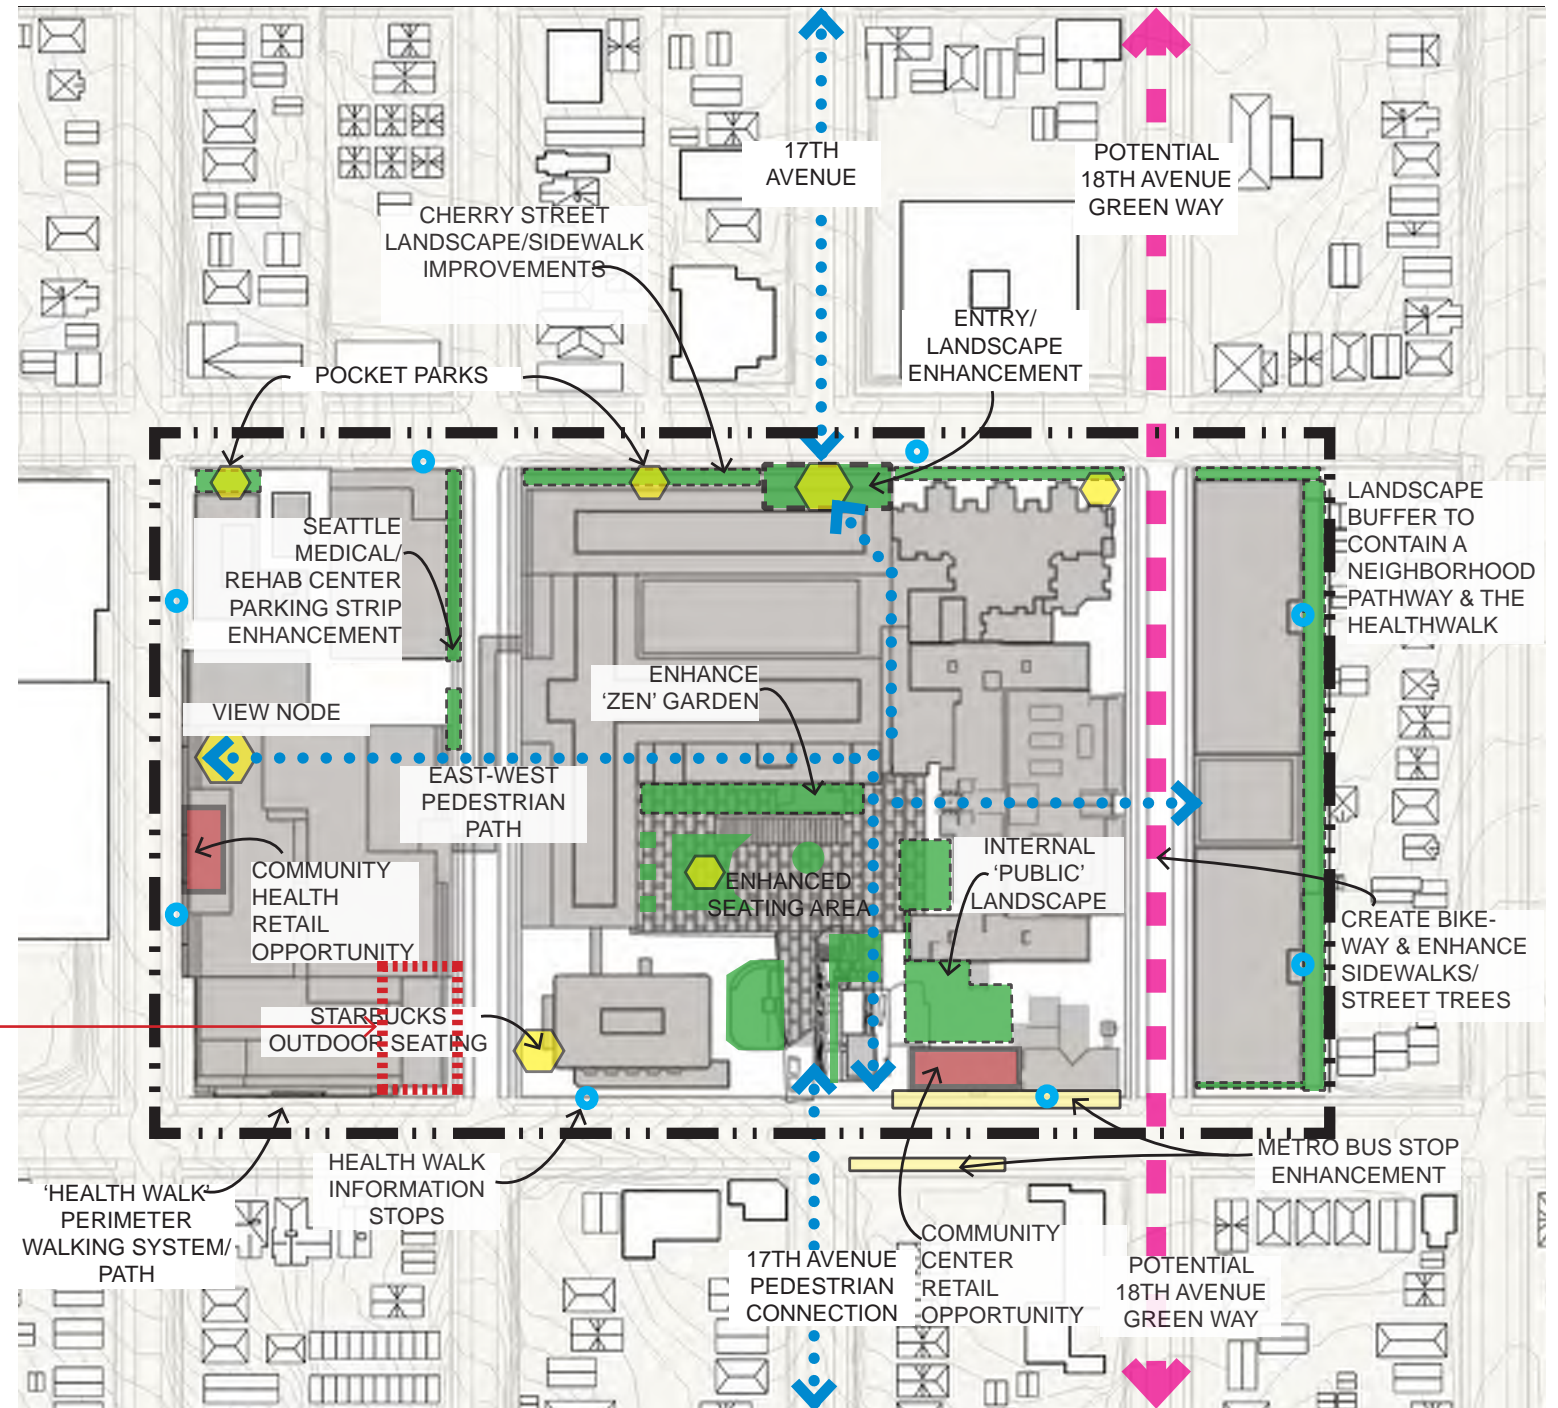 17TH
AVENUE
POTENTIAL
18TH AVENUE
GREEN WAY
CHERRY STREET
LANDSCAPE/SIDEWALK
IMPROVEMENTS
ENTRY/
LANDSCAPE
ENHANCEMENT
POCKET PARKS
SEATTLE
MEDICAL/
REHAB CENTER
PARKING STRIP
ENHANCEMENT
LANDSCAPE
BUFFER TO
CONTAIN A
NEIGHBORHOOD
PATHWAY & THE
HEALTHWALK
ENHANCE
'ZEN' GARDEN
VIEW NODE
EAST-WEST
PEDESTRIAN
PATH
COMMUNITY
HEALTH
RETAIL
OPPORTUNITY
ENHANCED
SEATING AREA
INTERNAL
'PUBLIC'
LANDSCAPE
CREATE BIKE-
WAY & ENHANCE
SIDEWALKS/
STREET TREES
STARBUCKS
OUTDOOR SEATING
'HEALTH WALK'
PERIMETER
WALKING SYSTEM/
PATH
HEALTH WALK
INFORMATION
STOPS
METRO BUS STOP
ENHANCEMENT
17TH AVENUE
PEDESTRIAN
CONNECTION
COMMUNITY
CENTER
RETAIL
OPPORTUNITY
POTENTIAL
18TH AVENUE
GREEN WAY